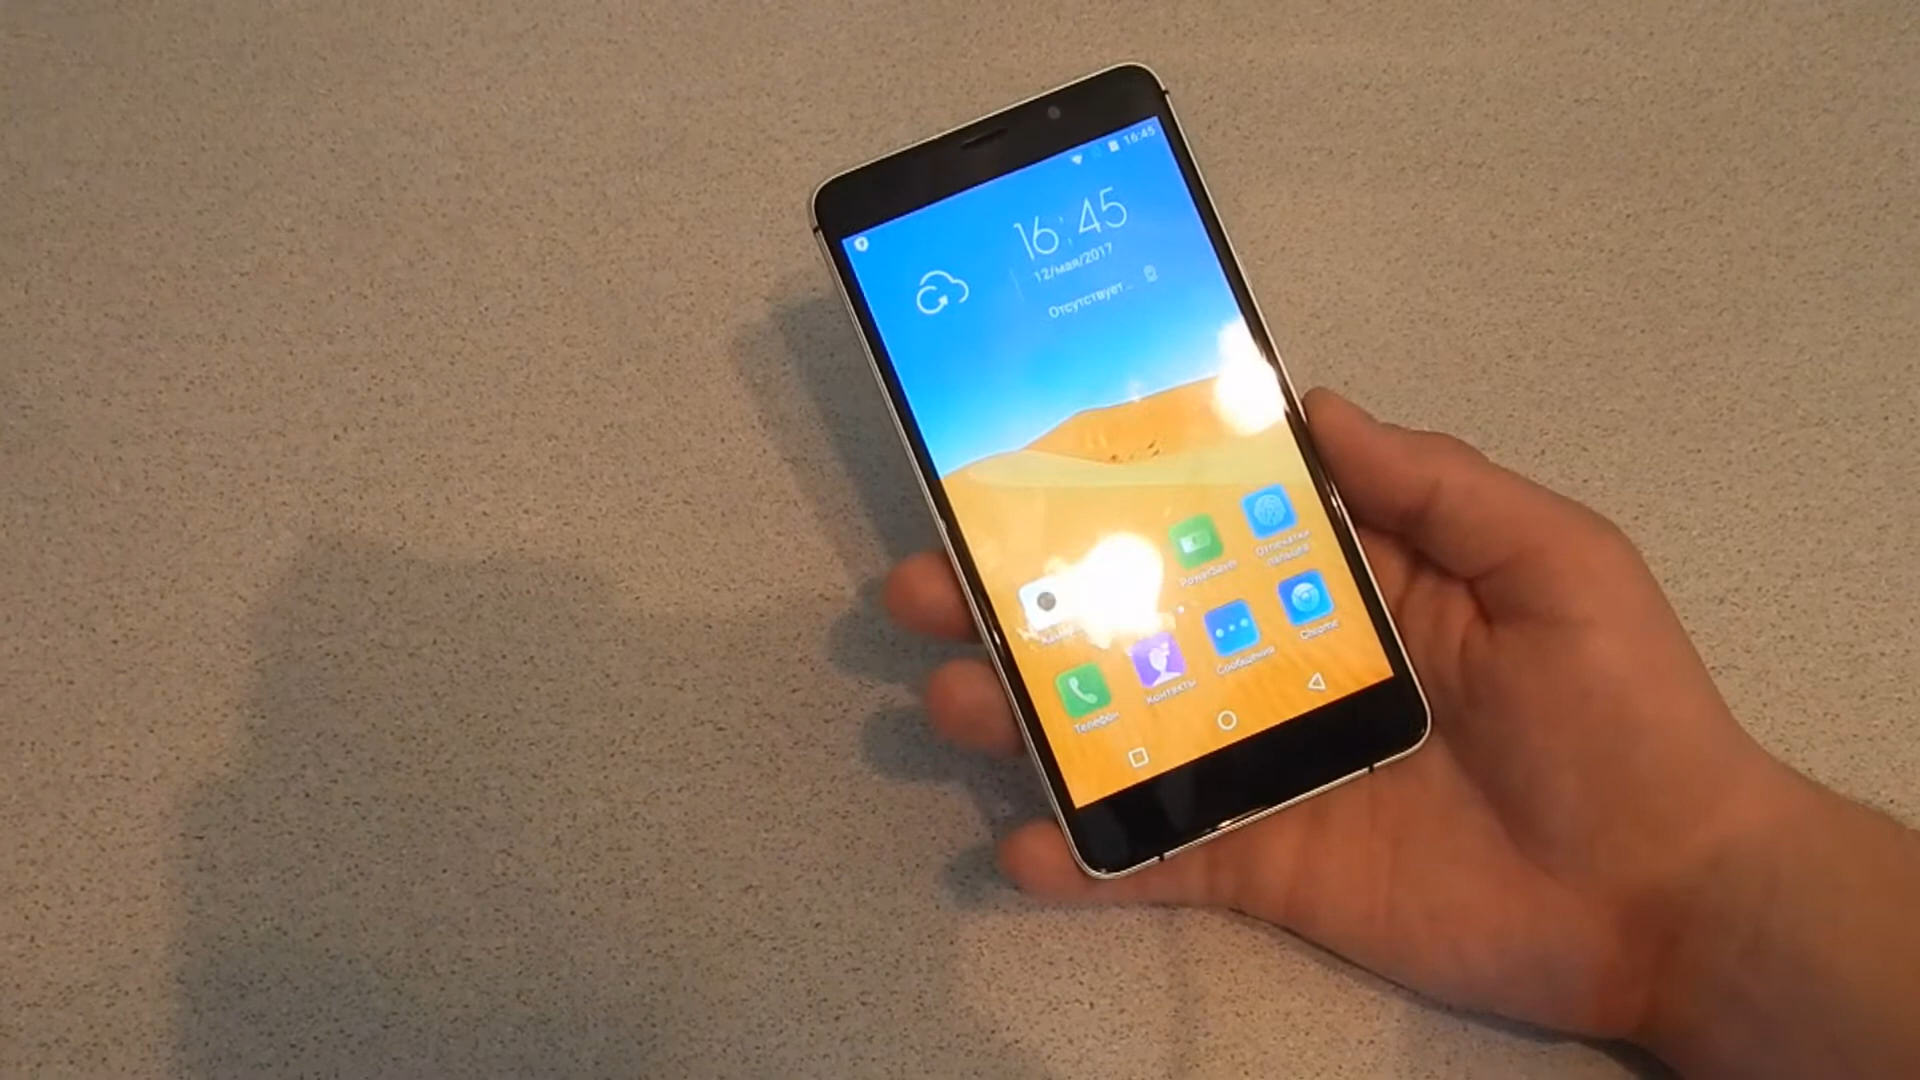 16:45
16:45
12/мая/2017
Отсутствует...
PowerSaver
Отпечатки
пальцев
Телефон
Контакты
Сообщения
Chrome